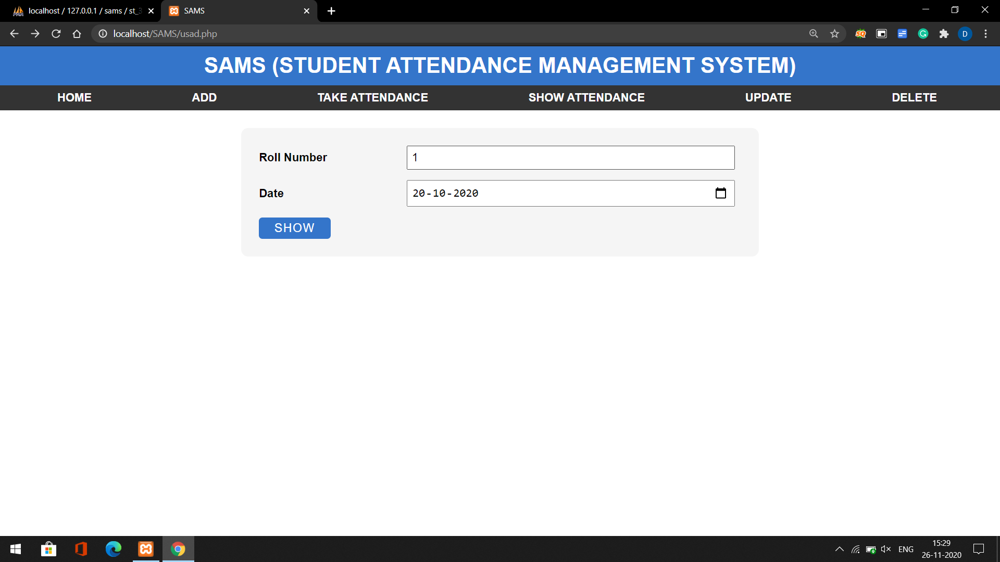 localhost / 127.0.0.1 / sams / st_3
SAMS
localhost/SAMS/usad.php
SQ
G
D
SAMS (STUDENT ATTENDANCE MANAGEMENT SYSTEM)
HOME
ADD
TAKE ATTENDANCE
SHOW ATTENDANCE
UPDATE
DELETE
Roll Number
1
Date
20-10-2020
SHOW
ENG
15:29
26-11-2020